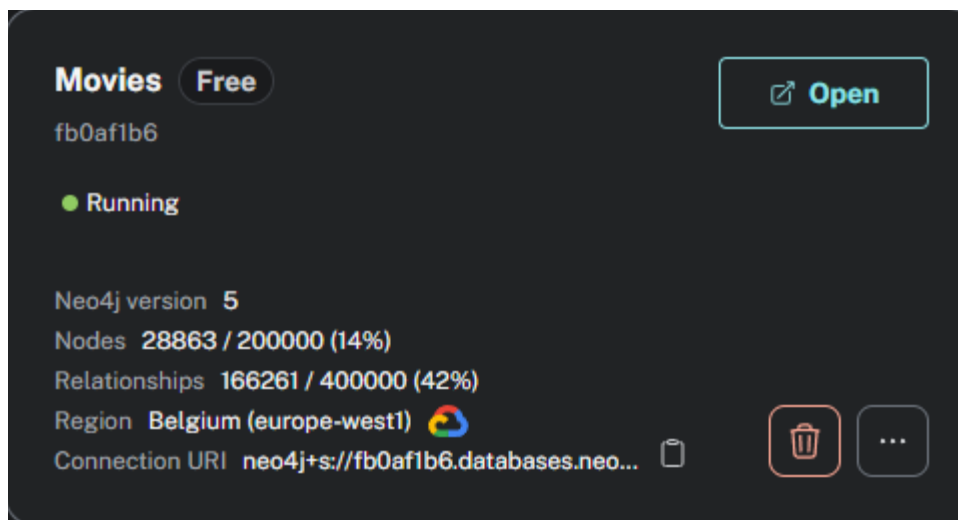 Movies Free
Open
fb0af1b6
Running
Neo4j version 5
Nodes 28863 / 200000 (14%)
Relationships 166261 / 400000 (42%)
Region Belgium (europe-west1)
Connection URI neo4j+s://fb0af1b6.databases.neo...